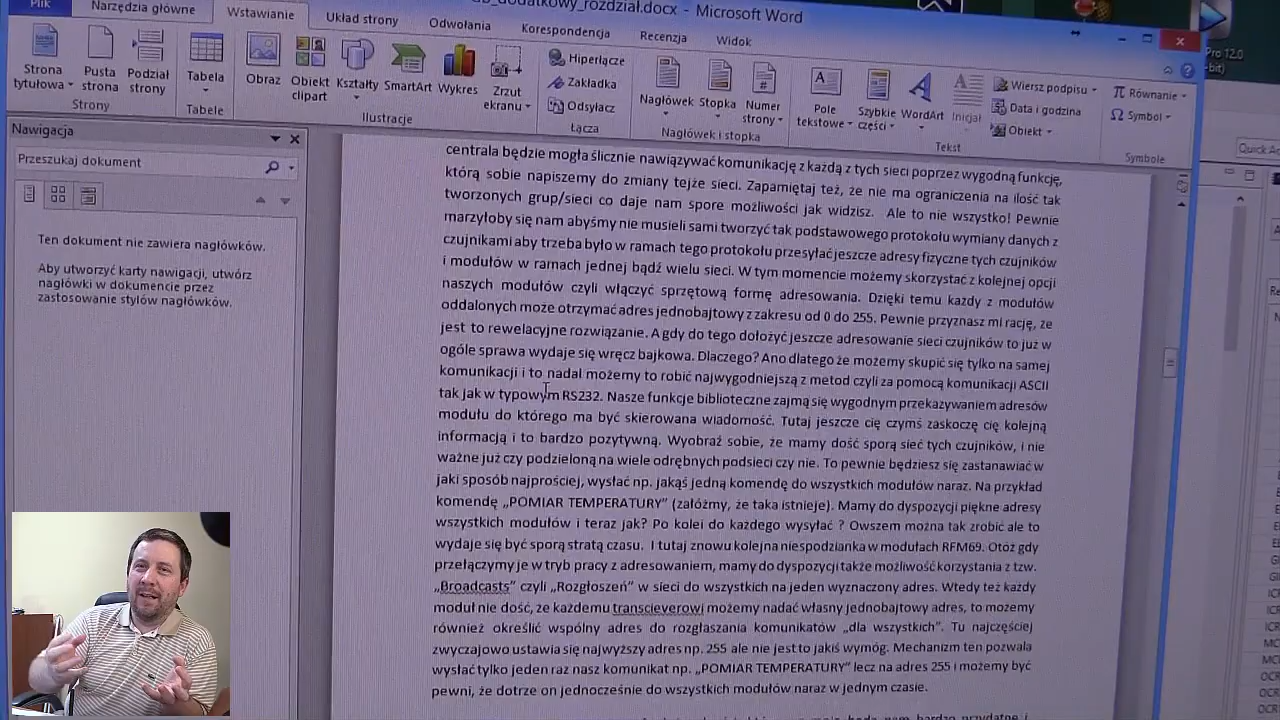 dodatkowy_rozdział.docx - Microsoft Word
Pro 12.0
-bit)
Plik
Narzędzia główne
Wstawianie
Układ strony
Odwołania
Korespondencja
Recenzja
Widok
Strona tytułowa
Pusta strona
Podział strony
Strony
Tabela
Tabele
Obraz
Obiekt clipart
Kształty
SmartArt
Wykres
Zrzut ekranu
Ilustracje
Hiperłącze
Zakładka
Odsyłacz
Łącza
Nagłówek
Stopka
Numer strony
Nagłówek i stopka
Pole tekstowe
Szybkie części
WordArt
Inicjał
Wiersz podpisu
Data i godzina
Obiekt
Tekst
π Równanie
Ω Symbol
Symbole
Quick
Nawigacja
Przeszukaj dokument
Ten dokument nie zawiera nagłówków.
Aby utworzyć karty nawigacji, utwórz
nagłówki w dokumencie przez
zastosowanie stylów nagłówków.
centrala będzie mogła ślicznie nawiązywać komunikację z każdą z tych sieci poprzez wygodną funkcję,
którą sobie napiszemy do zmiany tejże sieci. Zapamiętaj też, że nie ma ograniczenia na ilość tak
tworzonych grup/sieci co daje nam spore możliwości jak widzisz. Ale to nie wszystko! Pewnie
marzyłoby się nam abyśmy nie musieli sami tworzyć tak podstawowego protokołu wymiany danych z
czujnikami aby trzeba było w ramach tego protokołu przesyłać jeszcze adresy fizyczne tych czujników
i modułów w ramach jednej bądź wielu sieci. W tym momencie możemy skorzystać z kolejnej opcji
naszych modułów czyli włączyć sprzętową formę adresowania. Dzięki temu każdy z modułów
oddalonych może otrzymać adres jednobajtowy z zakresu od 0 do 255. Pewnie przyznasz mi rację, że
jest to rewelacyjne rozwiązanie. A gdy do tego dołożyć jeszcze adresowanie sieci czujników to już w
ogóle sprawa wydaje się wręcz bajkowa. Dlaczego? Ano dlatego że możemy skupić się tylko na samej
komunikacji i to nadal możemy to robić najwygodniejszą z metod czyli za pomocą komunikacji ASCII
tak jak w typowym RS232. Nasze funkcje biblioteczne zajmą się wygodnym przekazywaniem adresów
modułu do którego ma być skierowana wiadomość. Tutaj jeszcze cię czymś zaskoczę cię kolejną
informacją i to bardzo pozytywną. Wyobraź sobie, że mamy dość sporą sieć tych czujników, i nie
ważne już czy podzieloną na wiele odrębnych podsieci czy nie. To pewnie będziesz się zastanawiać w
jaki sposób najprościej, wysłać np. jakąś jedną komendę do wszystkich modułów naraz. Na przykład
komendę „POMIAR TEMPERATURY" (załóżmy, że taka istnieje). Mamy do dyspozycji piękne adresy
wszystkich modułów i teraz jak? Po kolei do każdego wysyłać ? Owszem można tak zrobić ale to
wydaje się być sporą stratą czasu. I tutaj znowu kolejna niespodzianka w modułach RFM69. Otóż gdy
przełączymy je w tryb pracy z adresowaniem, mamy do dyspozycji także możliwość korzystania z tzw.
„Broadcasts" czyli „Rozgłoszeń" w sieci do wszystkich na jeden wyznaczony adres. Wtedy też każdy
moduł nie dość, że każdemu transcieverowi możemy nadać własny jednobajtowy adres, to możemy
również określić wspólny adres do rozgłaszania komunikatów „dla wszystkich". Tu najczęściej
zwyczajowo ustawia się najwyższy adres np. 255 ale nie jest to jakiś wymóg. Mechanizm ten pozwala
wysłać tylko jeden raz nasz komunikat np. „POMIAR TEMPERATURY" lecz na adres 255 i możemy być
pewni, że dotrze on jednocześnie do wszystkich modułów naraz w jednym czasie.